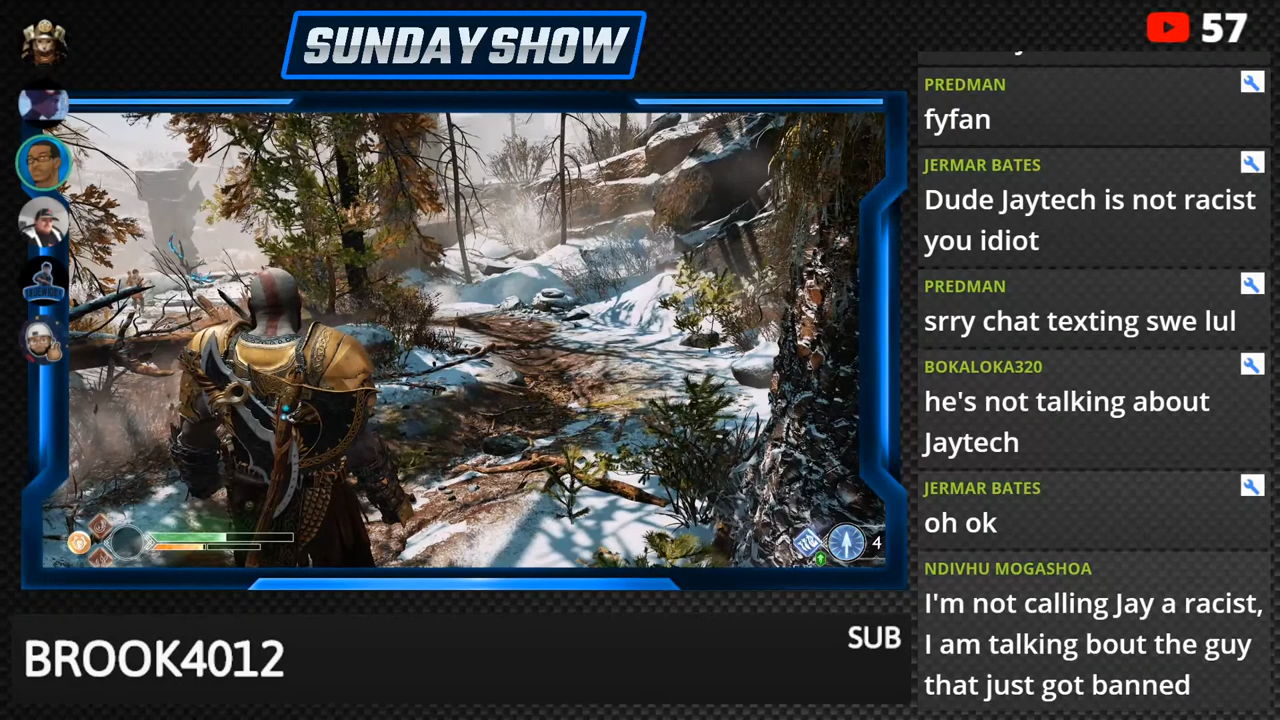 SUNDAY SHOW
57
PREDMAN
fyfan
JERMAR BATES
Dude Jaytech is not racist
you idiot
PREDMAN
srry chat texting swe lul
BOKALOKA320
he's not talking about
Jaytech
JERMAR BATES
oh ok
NDIVHU MOGASHOA
I'm not calling Jay a racist,
I am talking bout the guy
that just got banned
4
BROOK4012
SUB